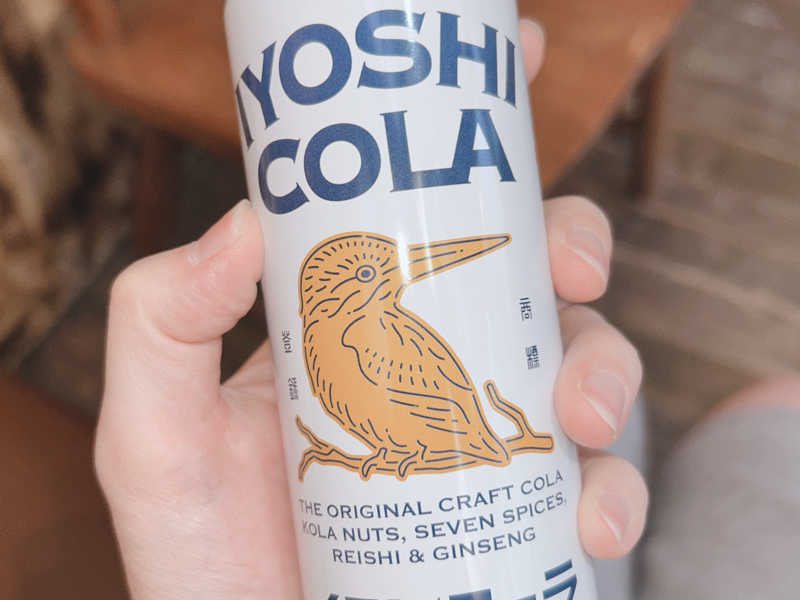 IYOSHI
COLA
THE ORIGINAL CRAFT COLA
KOLA NUTS, SEVEN SPICES,
REISHI & GINSENG